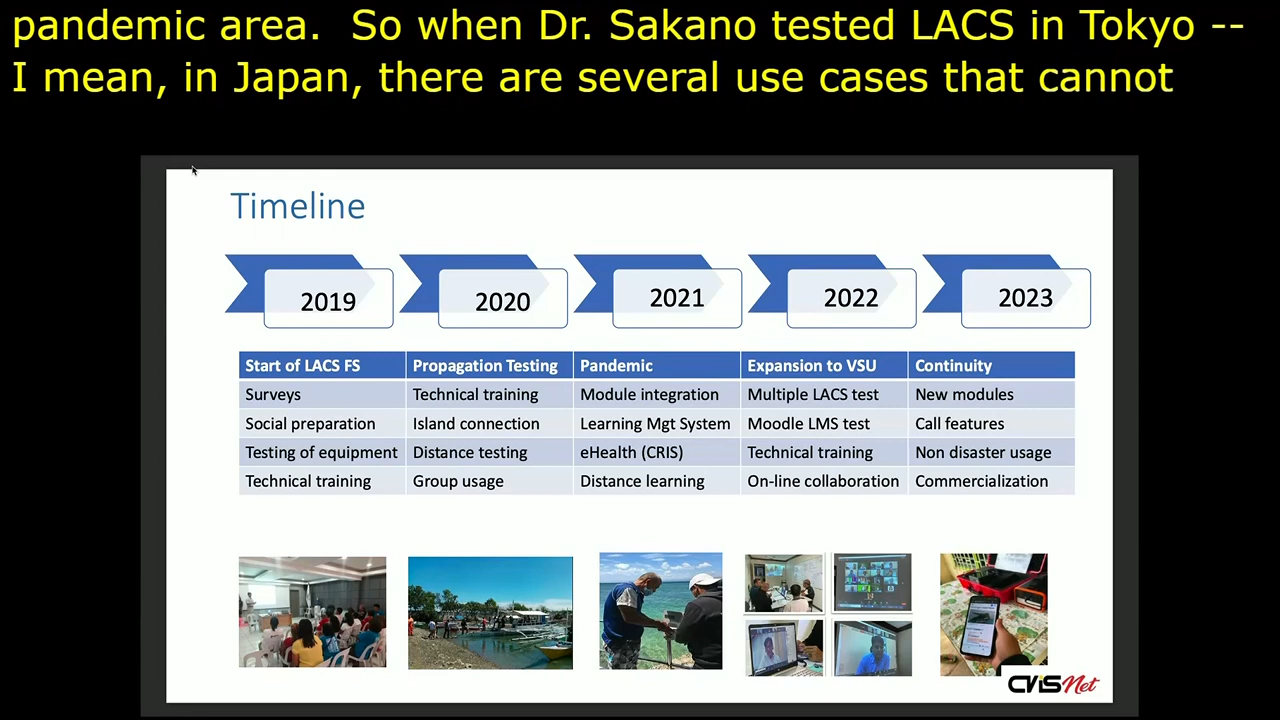 pandemic area.  So when Dr. Sakano tested LACS in Tokyo --
I mean, in Japan, there are several use cases that cannot
Timeline
2019 2020 2021 2022 2023
Start of LACS FS Propagation Testing Pandemic Expansion to VSU Continuity
Surveys Technical training Module integration Multiple LACS test New modules
Social preparation Island connection Learning Mgt System Moodle LMS test Call features
Testing of equipment Distance testing eHealth (CRIS) Technical training Non disaster usage
Technical training Group usage Distance learning On-line collaboration Commercialization
CVISNet